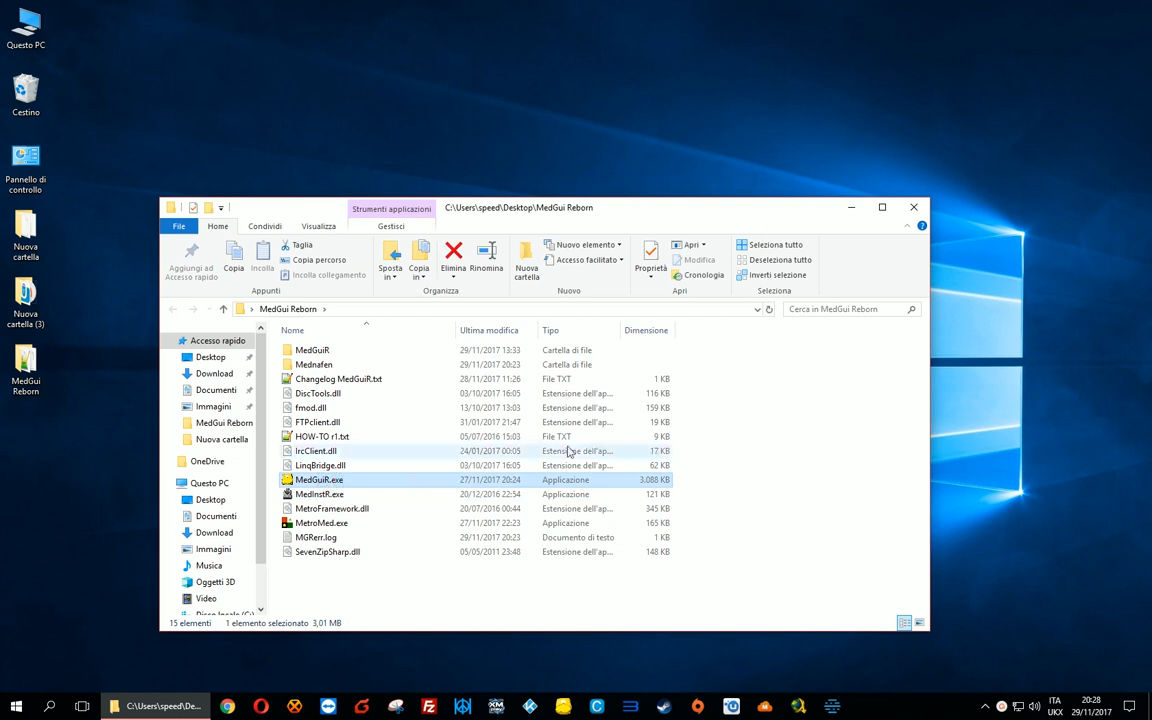 Questo PC
Cestino
Pannello di
controllo
Nuova
cartella
Nuova
cartella (3)
MedGui
Reborn
Strumenti applicazioni
C:\Users\speed\Desktop\MedGui Reborn
File
Home
Condividi
Visualizza
Gestisci
Aggiungi ad
Accesso rapido
Copia
Incolla
Taglia
Copia percorso
Incolla collegamento
Appunti
Sposta
in
Copia
in
Elimina
Rinomina
Organizza
Nuova
cartella
Nuovo elemento
Accesso facilitato
Nuovo
Proprietà
Apri
Modifica
Cronologia
Apri
Seleziona tutto
Deseleziona tutto
Inverti selezione
Seleziona
MedGui Reborn
Cerca in MedGui Reborn
Accesso rapido
Desktop
Download
Documenti
Immagini
MedGui Reborn
Nuova cartella
OneDrive
Questo PC
Desktop
Documenti
Download
Immagini
Musica
Oggetti 3D
Video
Disco locale (C:)
Nome Ultima modifica Tipo Dimensione
MedGuiR 29/11/2017 13:33 Cartella di file
Mednafen 29/11/2017 20:23 Cartella di file
Changelog MedGuiR.txt 28/11/2017 11:26 File TXT 1 KB
DiscTools.dll 03/10/2017 16:05 Estensione dell'ap... 116 KB
fmod.dll 13/10/2017 13:03 Estensione dell'ap... 159 KB
FTPclient.dll 31/01/2017 21:47 Estensione dell'ap... 19 KB
HOW-TO r1.txt 05/07/2016 15:03 File TXT 9 KB
IrcClient.dll 24/01/2017 00:05 Estensione dell'ap... 17 KB
LinqBridge.dll 03/10/2017 16:05 Estensione dell'ap... 62 KB
MedGuiR.exe 27/11/2017 20:24 Applicazione 3.088 KB
MedInstR.exe 20/12/2016 22:54 Applicazione 121 KB
MetroFramework.dll 20/07/2016 00:44 Estensione dell'ap... 345 KB
MetroMed.exe 27/11/2017 22:23 Applicazione 165 KB
MGRerr.log 29/11/2017 20:23 Documento di testo 1 KB
SevenZipSharp.dll 05/05/2011 23:48 Estensione dell'ap... 148 KB
15 elementi 1 elemento selezionato 3,01 MB
C:\Users\speed\De...
ITA
UKX
20:28
29/11/2017